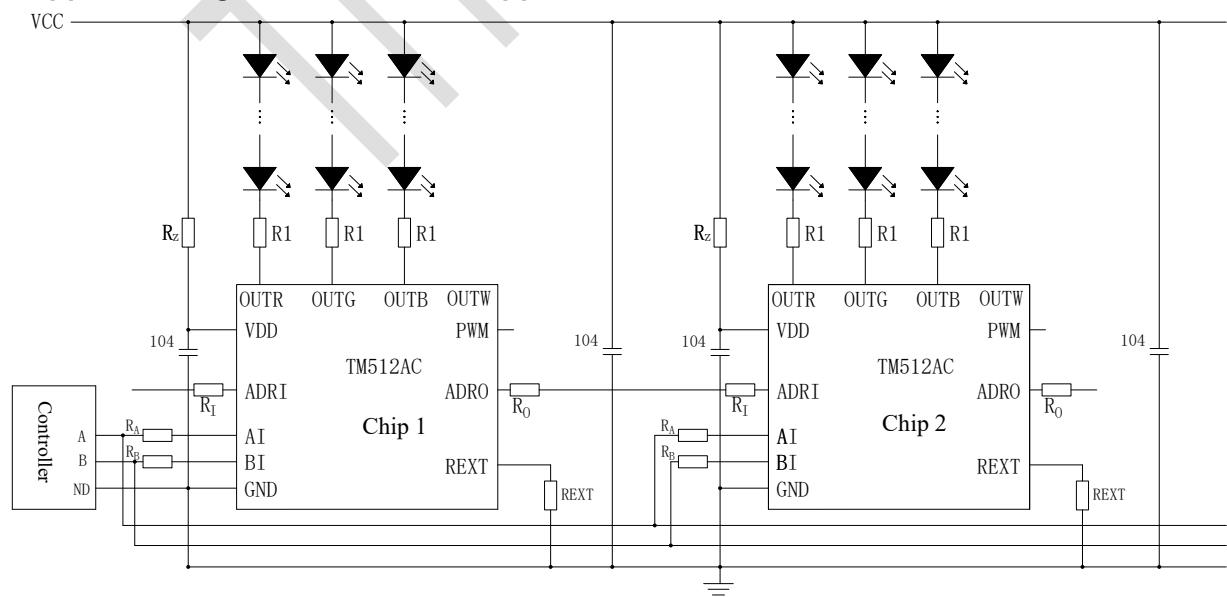 VCC
Rz R1 R1 R1 Rz R1 R1 R1
OUTR OUTG OUTB OUTW OUTR OUTG OUTB OUTW
VDD PWM VDD PWM
104 104 104 104
TM512AC TM512AC
ADRI ADRO ADRI ADRO
RI RO RI RO
Controller
Chip 1 Chip 2
A RA AI RA AI
B RB BI RB BI
REXT REXT
ND GND GND
REXT REXT